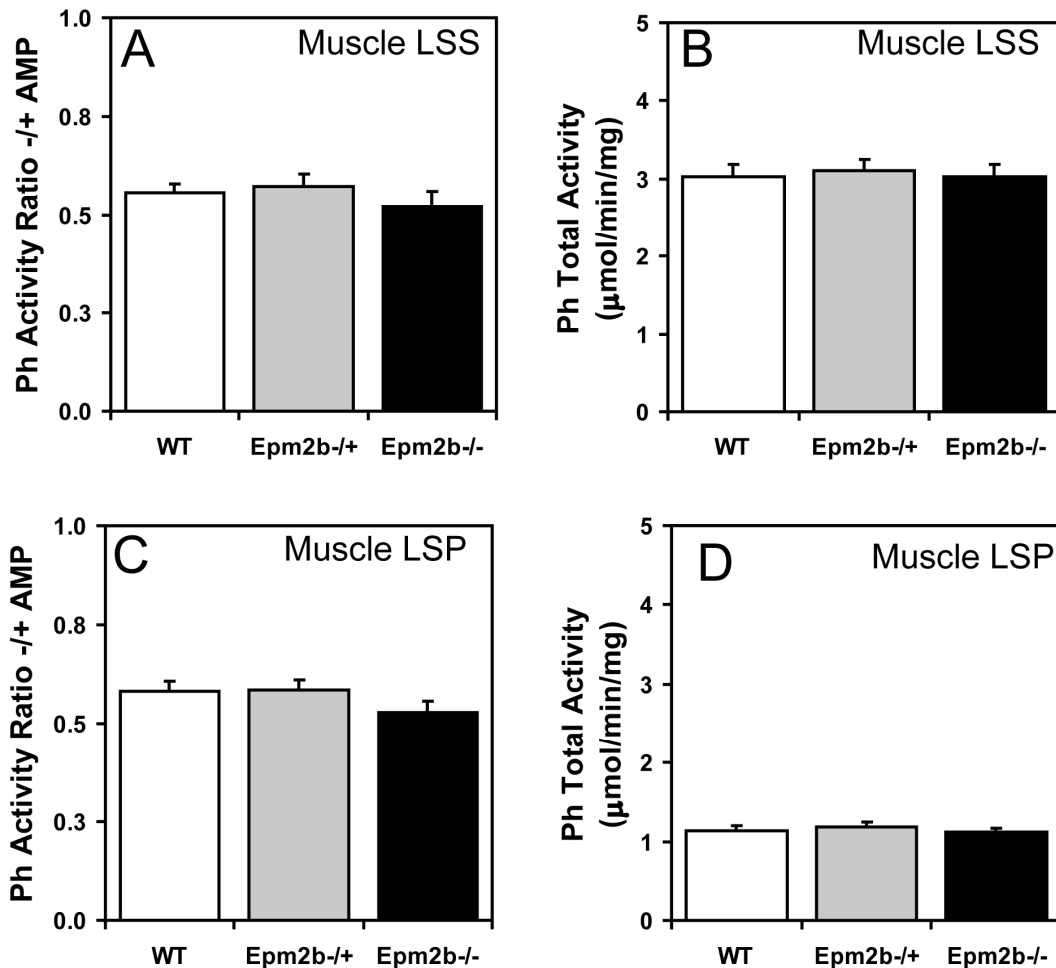 A
Muscle LSS
Ph Activity Ratio -/+ AMP
1.0
0.8
0.5
0.3
0.0
WT
Epm2b-/+
Epm2b-/-
B
Muscle LSS
Ph Total Activity
(μmol/min/mg)
5
4
3
2
1
0
WT
Epm2b-/+
Epm2b-/-
C
Muscle LSP
Ph Activity Ratio -/+ AMP
1.0
0.8
0.5
0.3
0.0
WT
Epm2b-/+
Epm2b-/-
D
Muscle LSP
Ph Total Activity
(μmol/min/mg)
5
4
3
2
1
0
WT
Epm2b-/+
Epm2b-/-